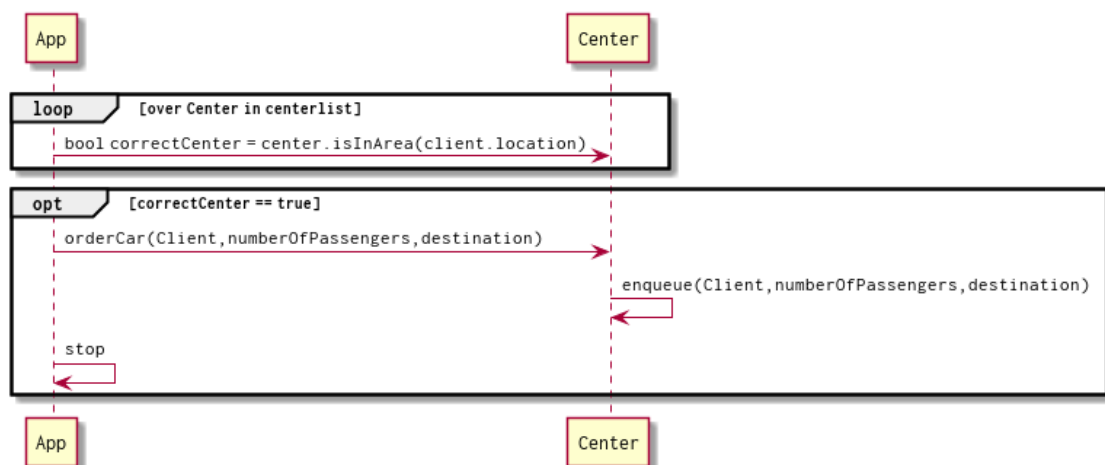 App Center
loop [over Center in centerlist]
bool correctCenter = center.isInArea(client.location)
opt [correctCenter == true]
orderCar(Client,numberOfPassengers,destination)
enqueue(Client,numberOfPassengers,destination)
stop
App Center